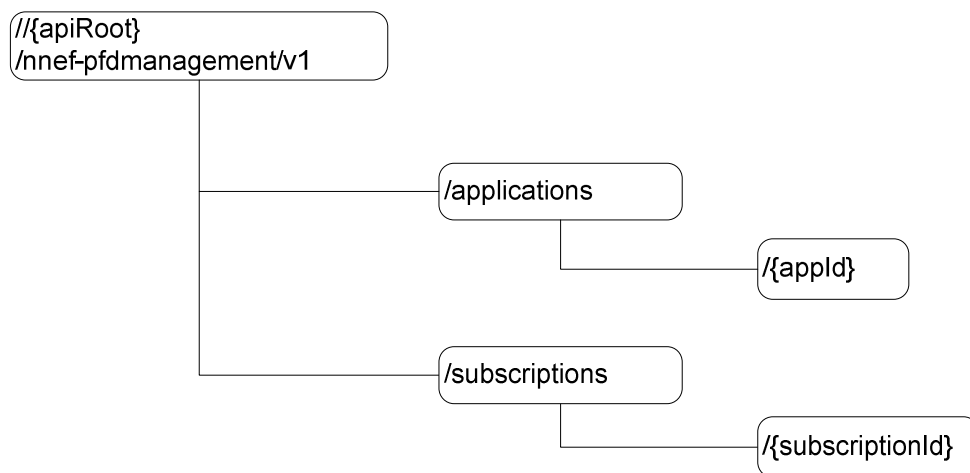 //{apiRoot}
/nnef-pfdmanagement/v1
/applications
/{appId}
/subscriptions
/{subscriptionId}